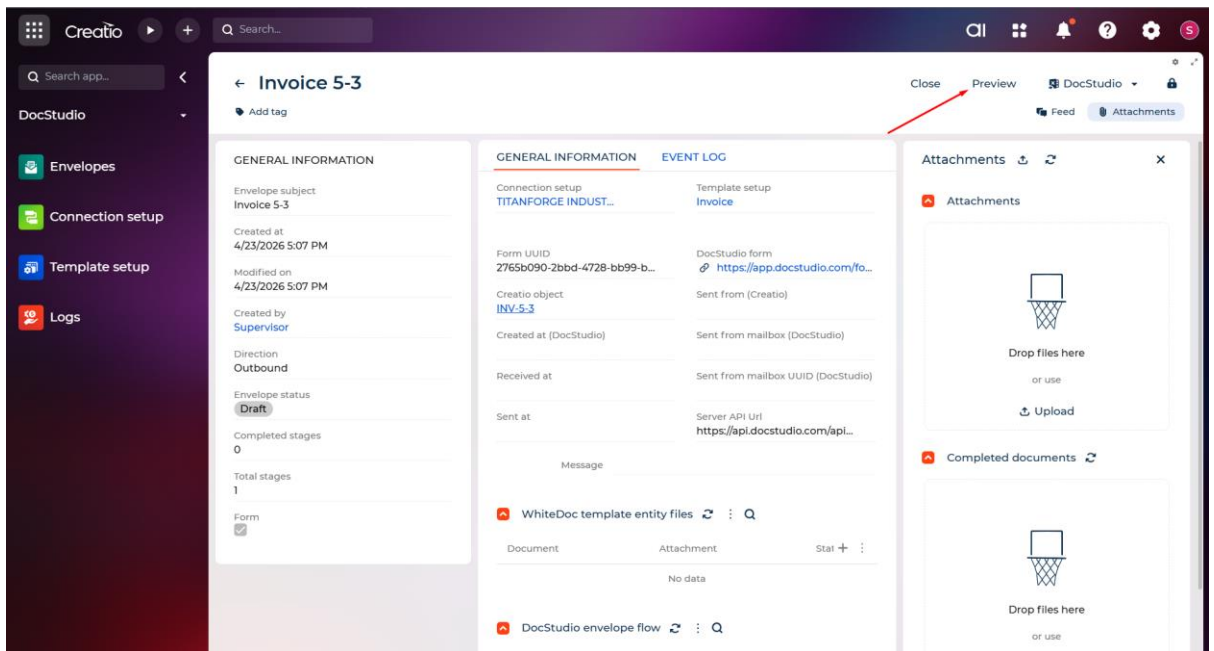 Creatio
Search...
ai
S
Search app...
DocStudio
Envelopes
Connection setup
Template setup
Logs
Invoice 5-3
Add tag
Close
Preview
DocStudio
Feed
Attachments
GENERAL INFORMATION
Envelope subject
Invoice 5-3
Created at
4/23/2026 5:07 PM
Modified on
4/23/2026 5:07 PM
Created by
Supervisor
Direction
Outbound
Envelope status
Draft
Completed stages
0
Total stages
1
Form
GENERAL INFORMATION EVENT LOG
Connection setup Template setup
TITANFORGE INDUST... Invoice
Form UUID DocStudio form
2765b090-2bbd-4728-bb99-b... https://app.docstudio.com/fo...
Creatio object Sent from (Creatio)
INV-5-3
Created at (DocStudio) Sent from mailbox (DocStudio)
Received at Sent from mailbox UUID (DocStudio)
Sent at Server API Url
https://api.docstudio.com/api...
Message
WhiteDoc template entity files
Document Attachment Stat
No data
DocStudio envelope flow
Attachments
Attachments
Drop files here
or use
Upload
Completed documents
Drop files here
or use